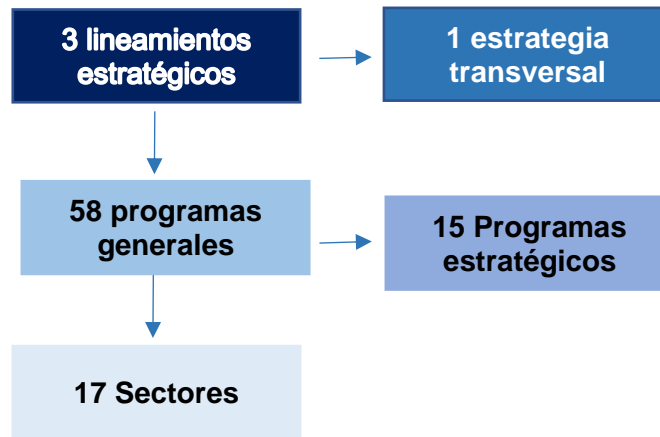 3 lineamientos
estratégicos
1 estrategia
transversal
58 programas
generales
15 Programas
estratégicos
17 Sectores